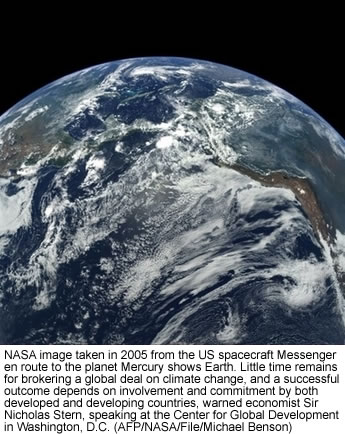 NASA image taken in 2005 from the US spacecraft Messenger
en route to the planet Mercury shows Earth. Little time remains
for brokering a global deal on climate change, and a successful
outcome depends on involvement and commitment by both
developed and developing countries, warned economist Sir
Nicholas Stern, speaking at the Center for Global Development
in Washington, D.C. (AFP/NASA/File/Michael Benson)